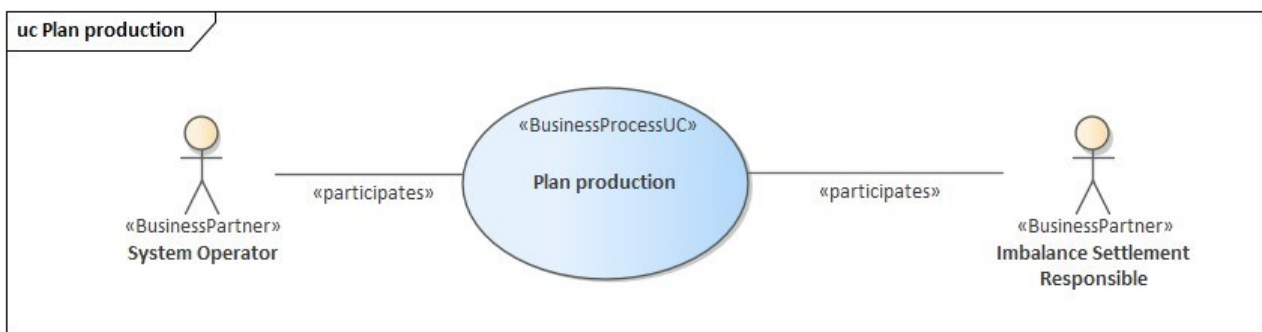 uc Plan production
«BusinessProcessUC»
Plan production
«participates»
«participates»
«BusinessPartner»
System Operator
«BusinessPartner»
Imbalance Settlement
Responsible